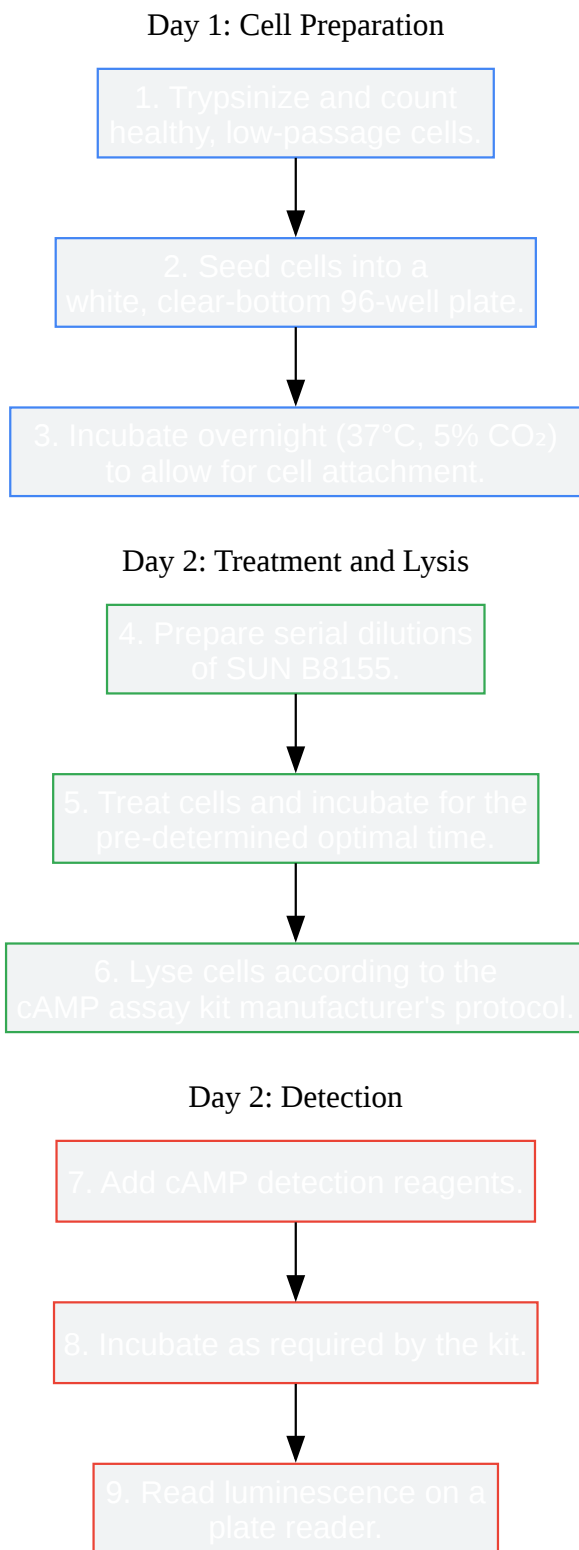 Day 1: Cell Preparation
1. Trypsinize and count
healthy, low-passage cells.
2. Seed cells into a
white, clear-bottom 96-well plate.
3. Incubate overnight (37°C, 5% CO₂)
to allow for cell attachment.
Day 2: Treatment and Lysis
4. Prepare serial dilutions
of SUN B8155.
5. Treat cells and incubate for the
pre-determined optimal time.
6. Lyse cells according to the
cAMP assay kit manufacturer's protocol.
Day 2: Detection
7. Add cAMP detection reagents.
8. Incubate as required by the kit.
9. Read luminescence on a
plate reader.